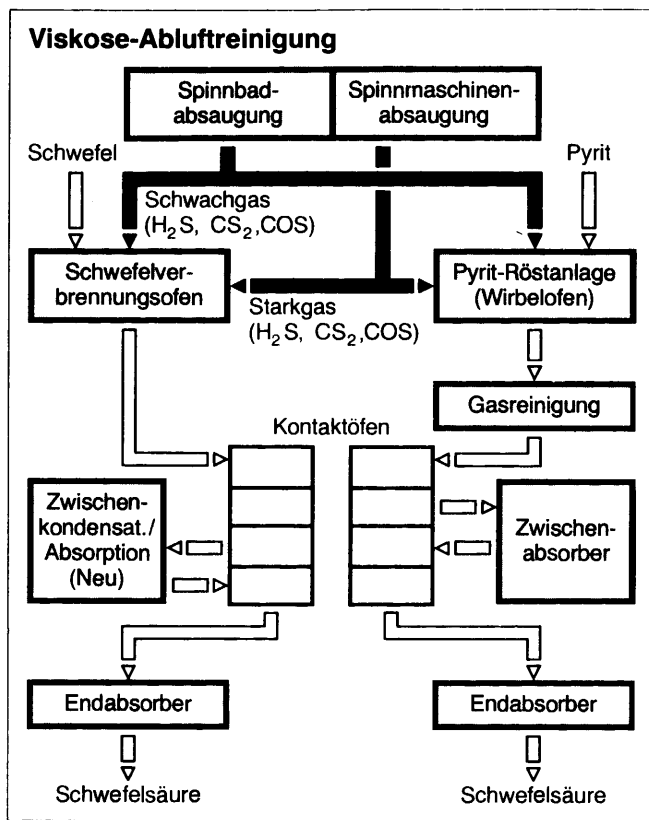 Viskose-Abluftreinigung
Spinnbad-
absaugung
Spinnmaschinen-
absaugung
Schwefel
Pyrit
Schwachgas
(H₂S, CS₂,COS)
Schwefelver-
brennungsofen
Pyrit-Röstanlage
(Wirbelofen)
Starkgas
(H₂S, CS₂,COS)
Gasreinigung
Kontaktöfen
Zwischen-
kondensat./
Absorption
(Neu)
Zwischen-
absorber
Endabsorber
Endabsorber
Schwefelsäure
Schwefelsäure